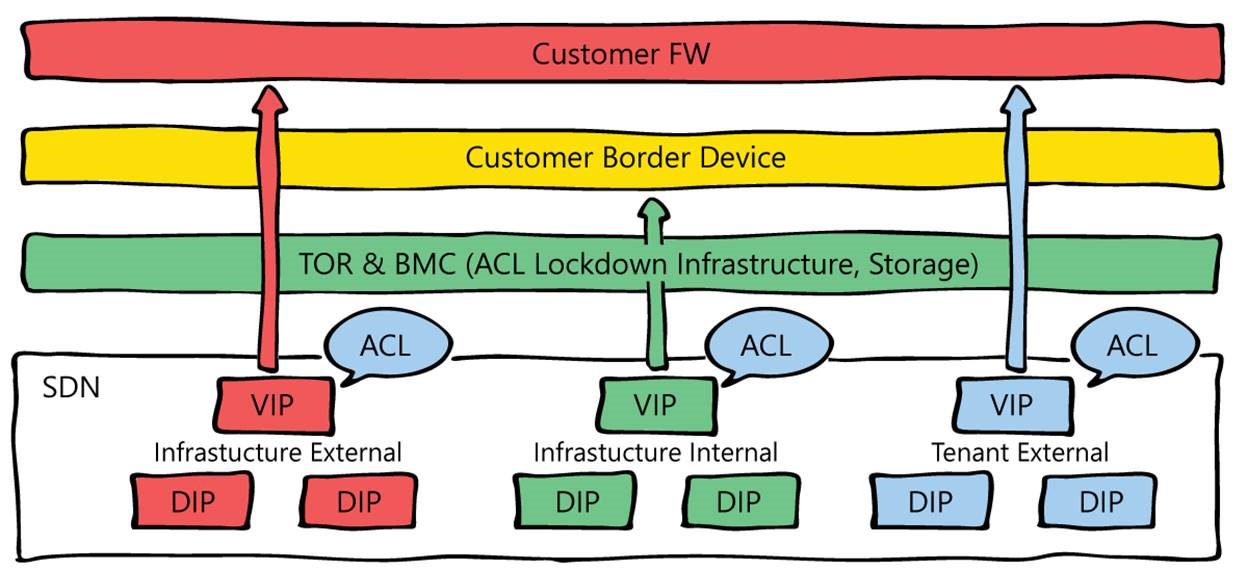 Customer FW
Customer Border Device
TOR & BMC (ACL Lockdown Infrastructure, Storage)
ACL
ACL
ACL
SDN
VIP
VIP
VIP
Infrastucture External
Infrastucture Internal
Tenant External
DIP
DIP
DIP
DIP
DIP
DIP